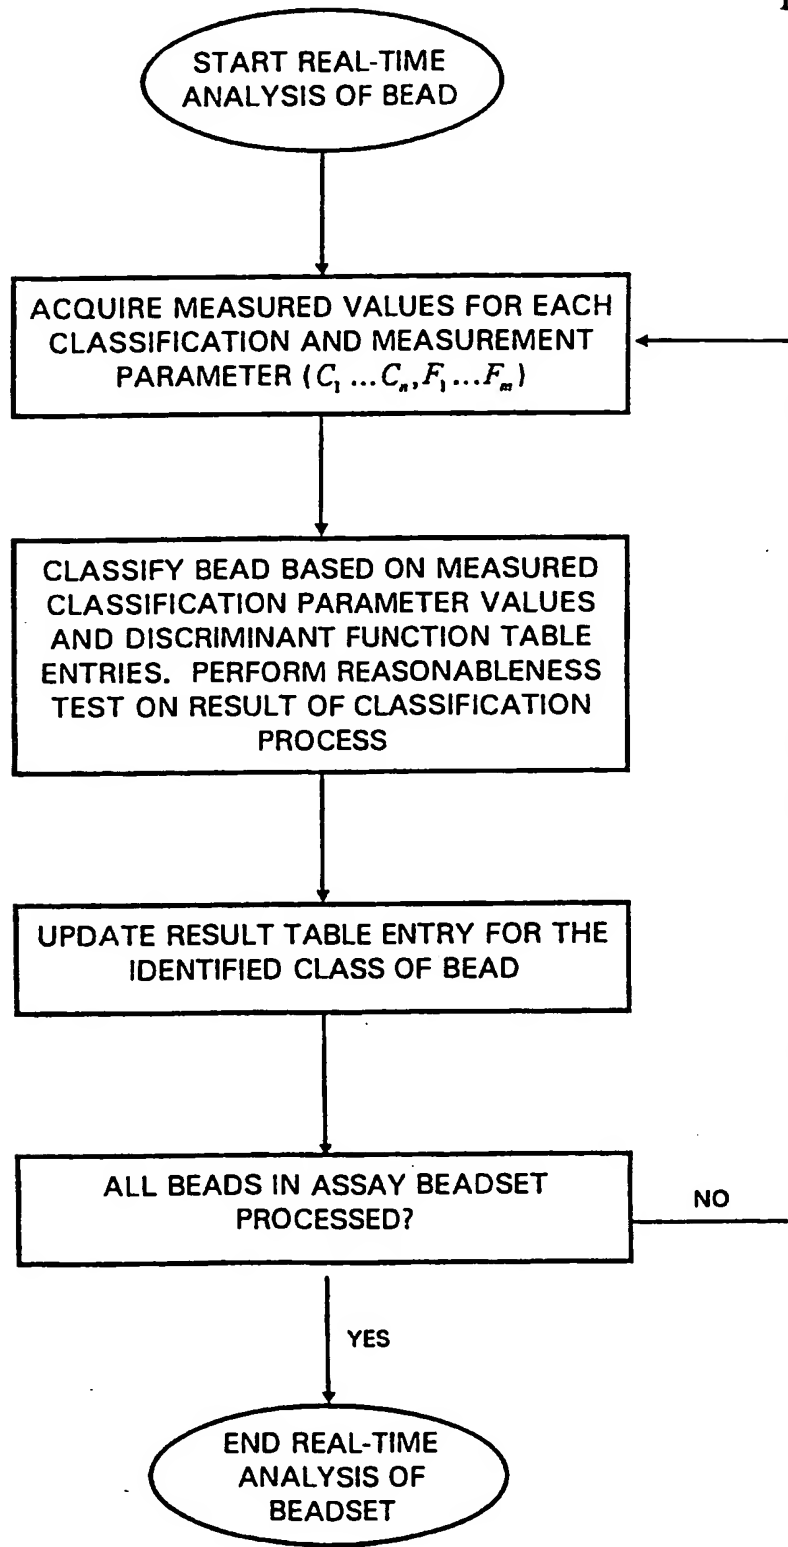 START REAL-TIME
ANALYSIS OF BEAD
ACQUIRE MEASURED VALUES FOR EACH
CLASSIFICATION AND MEASUREMENT
PARAMETER (C₁ ...Cₙ,F₁...Fₘ)
CLASSIFY BEAD BASED ON MEASURED
CLASSIFICATION PARAMETER VALUES
AND DISCRIMINANT FUNCTION TABLE
ENTRIES. PERFORM REASONABLENESS
TEST ON RESULT OF CLASSIFICATION
PROCESS
UPDATE RESULT TABLE ENTRY FOR THE
IDENTIFIED CLASS OF BEAD
ALL BEADS IN ASSAY BEADSET
PROCESSED?
NO
YES
END REAL-TIME
ANALYSIS OF
BEADSET